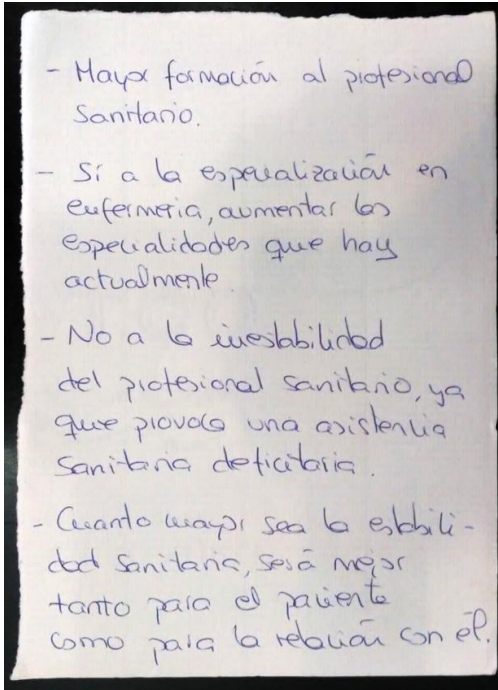 - Mayor formación al profesional
sanitario.
- Sí a la especialización en
enfermeria, aumentar las
especialidades que hay
actualmente.
- No a la inestabilidad
del profesional sanitario, ya
que provoca una asistencia
sanitaria deficitaria.
- Cuanto mayor sea la estabili-
dad sanitaria, será mejor
tanto para el paciente
como para la relación con él.